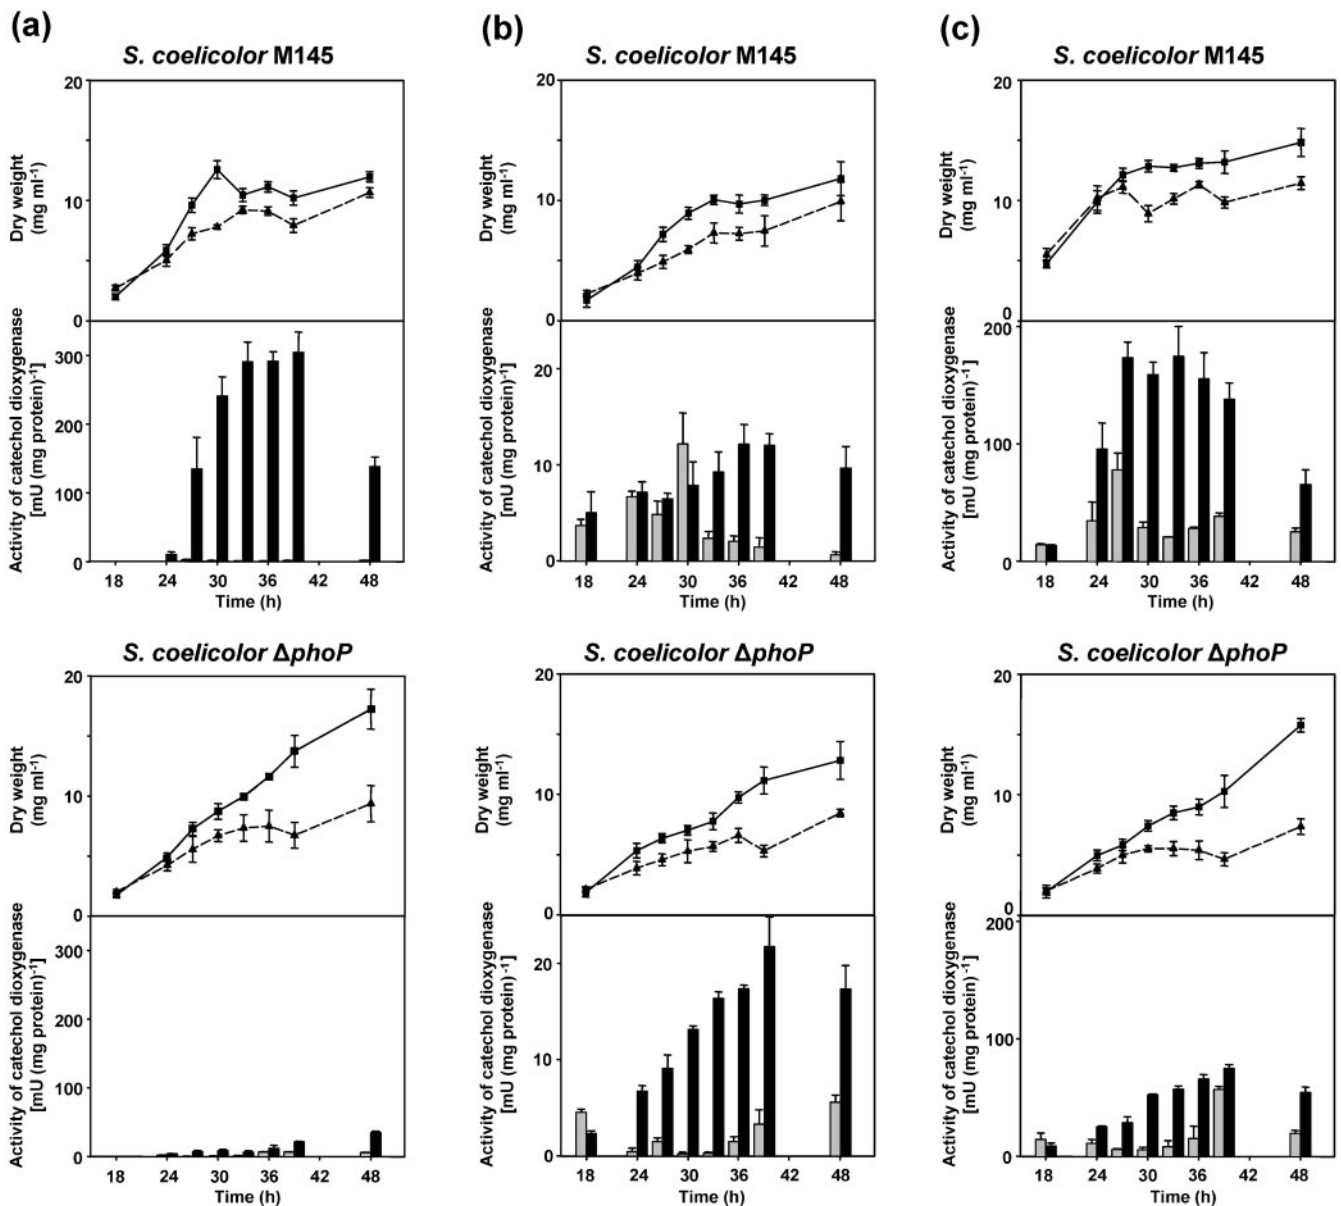 (a)
S. coelicolor M145
20
10
0
Dry weight
(mg ml-1)
300
200
100
0
Activity of catechol dioxygenase
[mU (mg protein)-1]
18 24 30 36 42 48
Time (h)
S. coelicolor ΔphoP
20
10
0
Dry weight
(mg ml-1)
300
200
100
0
Activity of catechol dioxygenase
[mU (mg protein)-1]
18 24 30 36 42 48
Time (h)
(b)
S. coelicolor M145
20
10
0
Dry weight
(mg ml-1)
20
10
0
Activity of catechol dioxygenase
[mU (mg protein)-1]
18 24 30 36 42 48
Time (h)
S. coelicolor ΔphoP
20
10
0
Dry weight
(mg ml-1)
20
10
0
Activity of catechol dioxygenase
[mU (mg protein)-1]
18 24 30 36 42 48
Time (h)
(c)
S. coelicolor M145
20
10
0
Dry weight
(mg ml-1)
200
100
0
Activity of catechol dioxygenase
[mU (mg protein)-1]
18 24 30 36 42 48
Time (h)
S. coelicolor ΔphoP
20
10
0
Dry weight
(mg ml-1)
200
100
0
Activity of catechol dioxygenase
[mU (mg protein)-1]
18 24 30 36 42 48
Time (h)